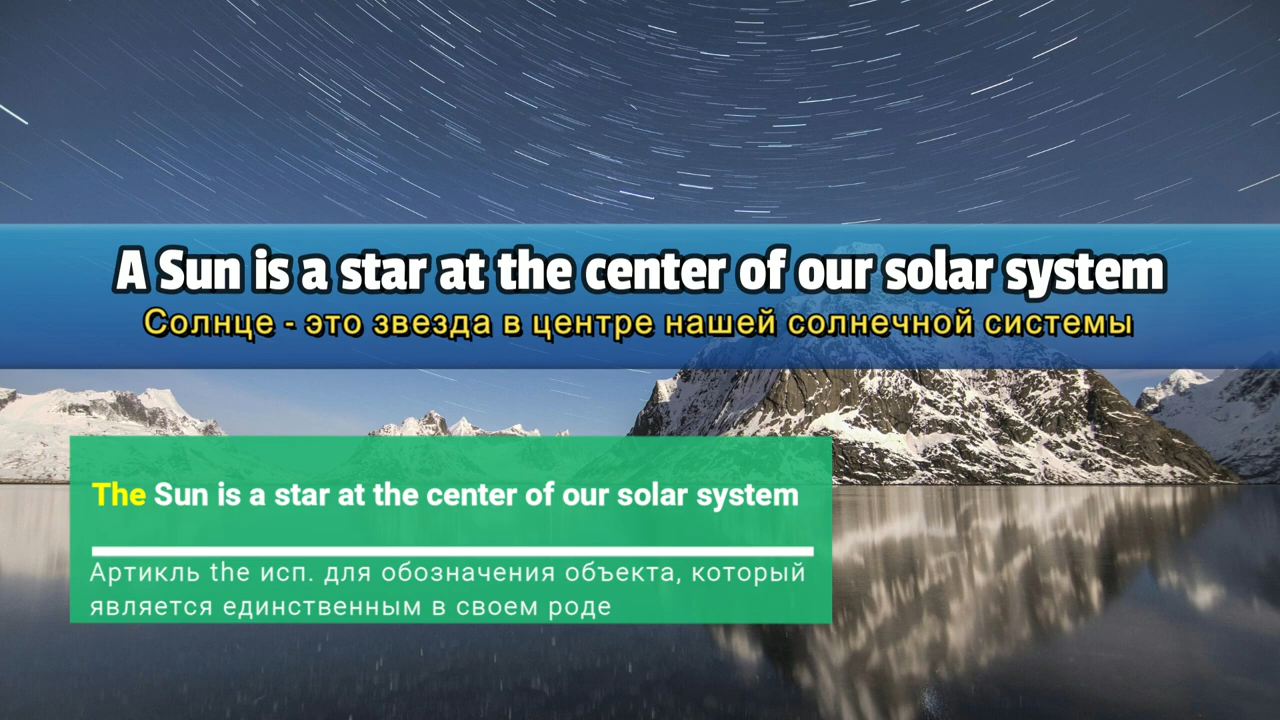 A Sun is a star at the center of our solar system
Солнце - это звезда в центре нашей солнечной системы
The Sun is a star at the center of our solar system
Артикль the исп. для обозначения объекта, который
является единственным в своем роде